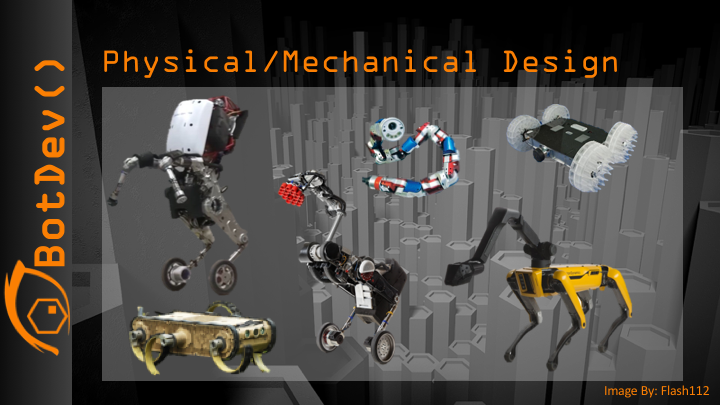 Physical/Mechanical Design
BotDev()
Image By: Flash112